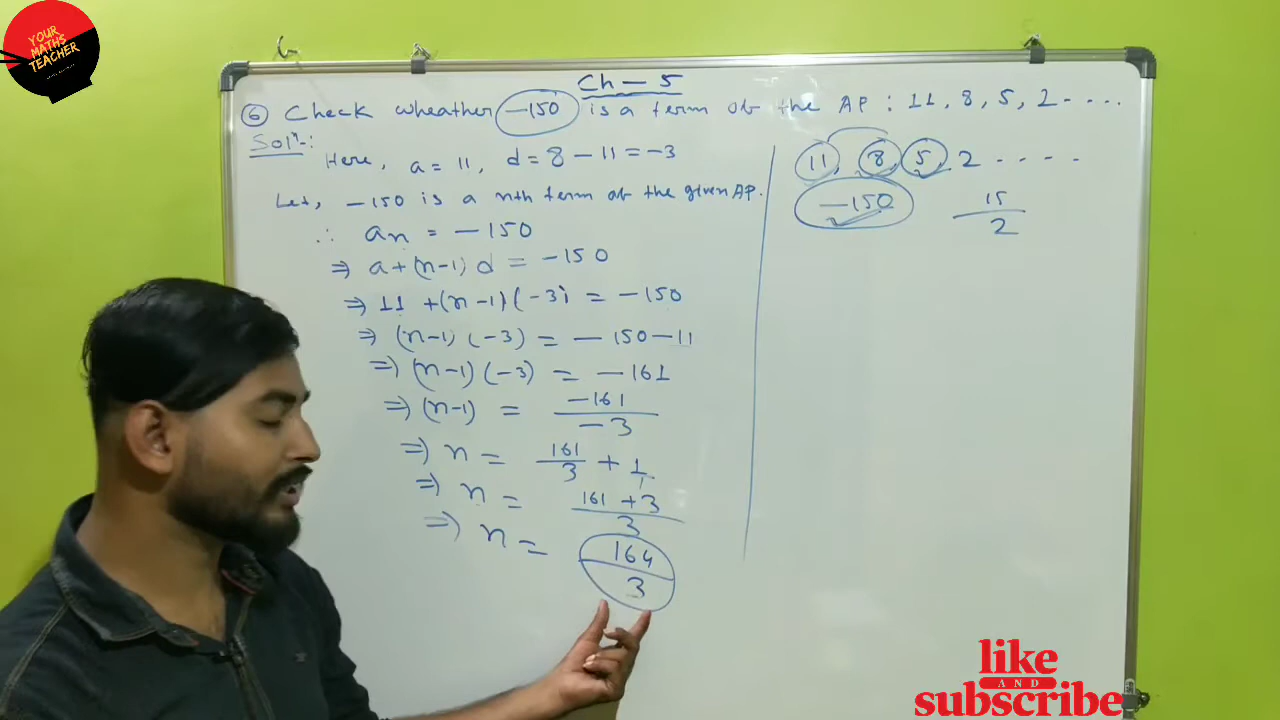 YOUR
MATHS
TEACHER
Ch - 5
6 Check wheather -150 is a term ob the AP : 11, 8, 5, 2 ....
Solⁿ-:
Here, a = 11, d = 8 - 11 = -3
Let, -150 is a nth term ob the given AP.
∴ an = -150
⇒ a+(n-1) d = -150
⇒ 11 +(n-1)(-3) = -150
⇒ (n-1) (-3) = -150-11
⇒ (n-1) (-3) = -161
⇒ (n-1) = -161/-3
⇒ n = 161/3 + 1/1
⇒ n = 161+3/3
⇒ n = 164/3
11, 8, 5, 2 ....
-150 15/2
like
AND
subscribe